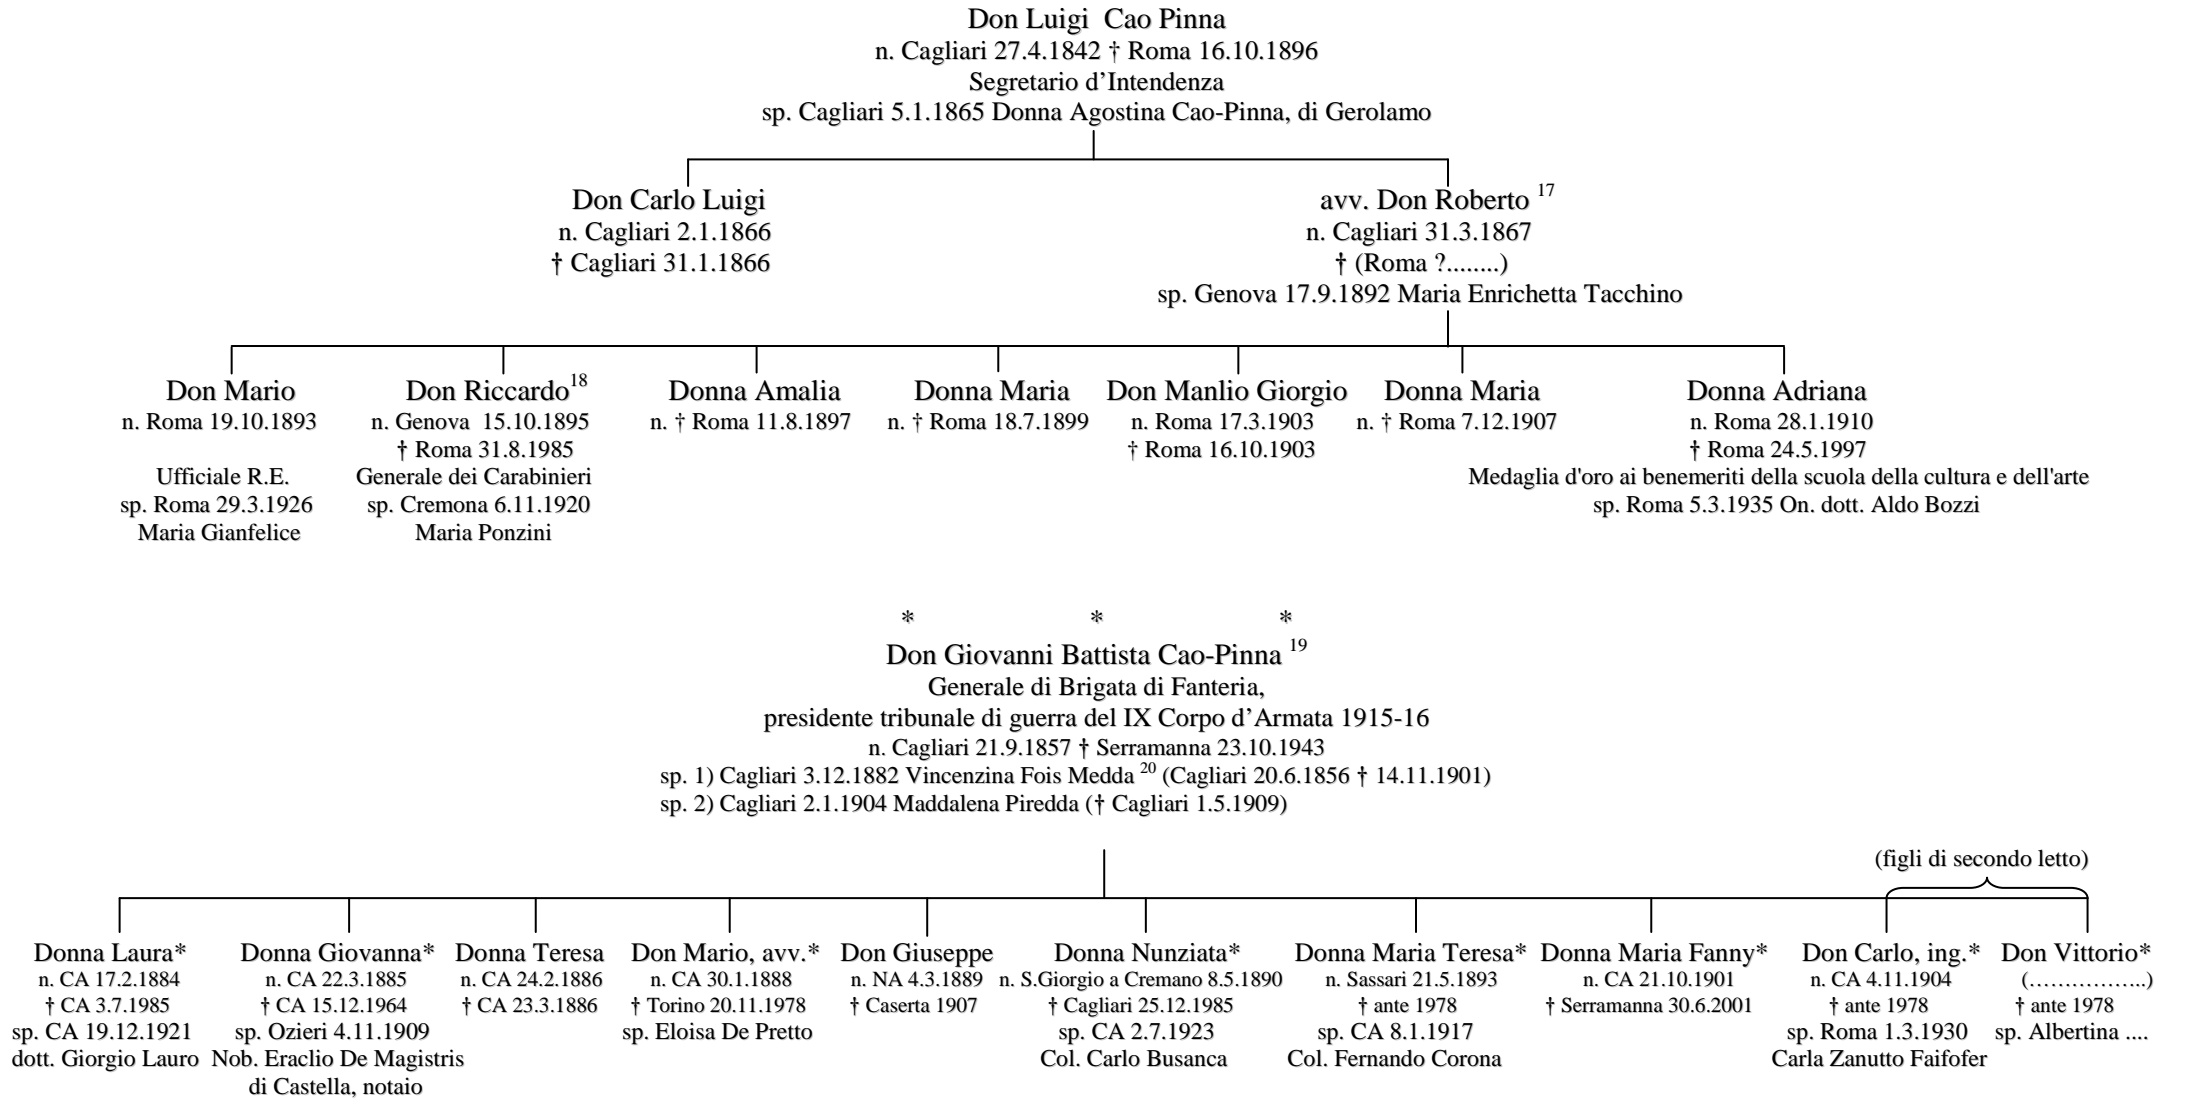 Don Luigi Cao Pinna
n. Cagliari 27.4.1842 † Roma 16.10.1896
Segretario d’Intendenza
sp. Cagliari 5.1.1865 Donna Agostina Cao-Pinna, di Gerolamo
Don Carlo Luigi
n. Cagliari 2.1.1866
† Cagliari 31.1.1866
avv. Don Roberto 17
n. Cagliari 31.3.1867
† (Roma ?........)
sp. Genova 17.9.1892 Maria Enrichetta Tacchino
Don Mario
n. Roma 19.10.1893
Ufficiale R.E.
sp. Roma 29.3.1926
Maria Gianfelice
Don Riccardo18
n. Genova 15.10.1895
† Roma 31.8.1985
Generale dei Carabinieri
sp. Cremona 6.11.1920
Maria Ponzini
Donna Amalia
n. † Roma 11.8.1897
Donna Maria
n. † Roma 18.7.1899
Don Manlio Giorgio
n. Roma 17.3.1903
† Roma 16.10.1903
Donna Maria
n. † Roma 7.12.1907
Donna Adriana
n. Roma 28.1.1910
† Roma 24.5.1997
Medaglia d'oro ai benemeriti della scuola della cultura e dell'arte
sp. Roma 5.3.1935 On. dott. Aldo Bozzi
* * *
Don Giovanni Battista Cao-Pinna 19
Generale di Brigata di Fanteria,
presidente tribunale di guerra del IX Corpo d’Armata 1915-16
n. Cagliari 21.9.1857 † Serramanna 23.10.1943
sp. 1) Cagliari 3.12.1882 Vincenzina Fois Medda 20 (Cagliari 20.6.1856 † 14.11.1901)
sp. 2) Cagliari 2.1.1904 Maddalena Piredda († Cagliari 1.5.1909)
(figli di secondo letto)
Donna Laura*
n. CA 17.2.1884
† CA 3.7.1985
sp. CA 19.12.1921
dott. Giorgio Lauro
Donna Giovanna*
n. CA 22.3.1885
† CA 15.12.1964
sp. Ozieri 4.11.1909
Nob. Eraclio De Magistris
di Castella, notaio
Donna Teresa
n. CA 24.2.1886
† CA 23.3.1886
Don Mario, avv.*
n. CA 30.1.1888
† Torino 20.11.1978
sp. Eloisa De Pretto
Don Giuseppe
n. NA 4.3.1889
† Caserta 1907
Donna Nunziata*
n. S.Giorgio a Cremano 8.5.1890
† Cagliari 25.12.1985
sp. CA 2.7.1923
Col. Carlo Busanca
Donna Maria Teresa*
n. Sassari 21.5.1893
† ante 1978
sp. CA 8.1.1917
Col. Fernando Corona
Donna Maria Fanny*
n. CA 21.10.1901
† Serramanna 30.6.2001
Don Carlo, ing.*
n. CA 4.11.1904
† ante 1978
sp. Roma 1.3.1930
Carla Zanutto Faifofer
Don Vittorio*
(……………..)
† ante 1978
sp. Albertina ....